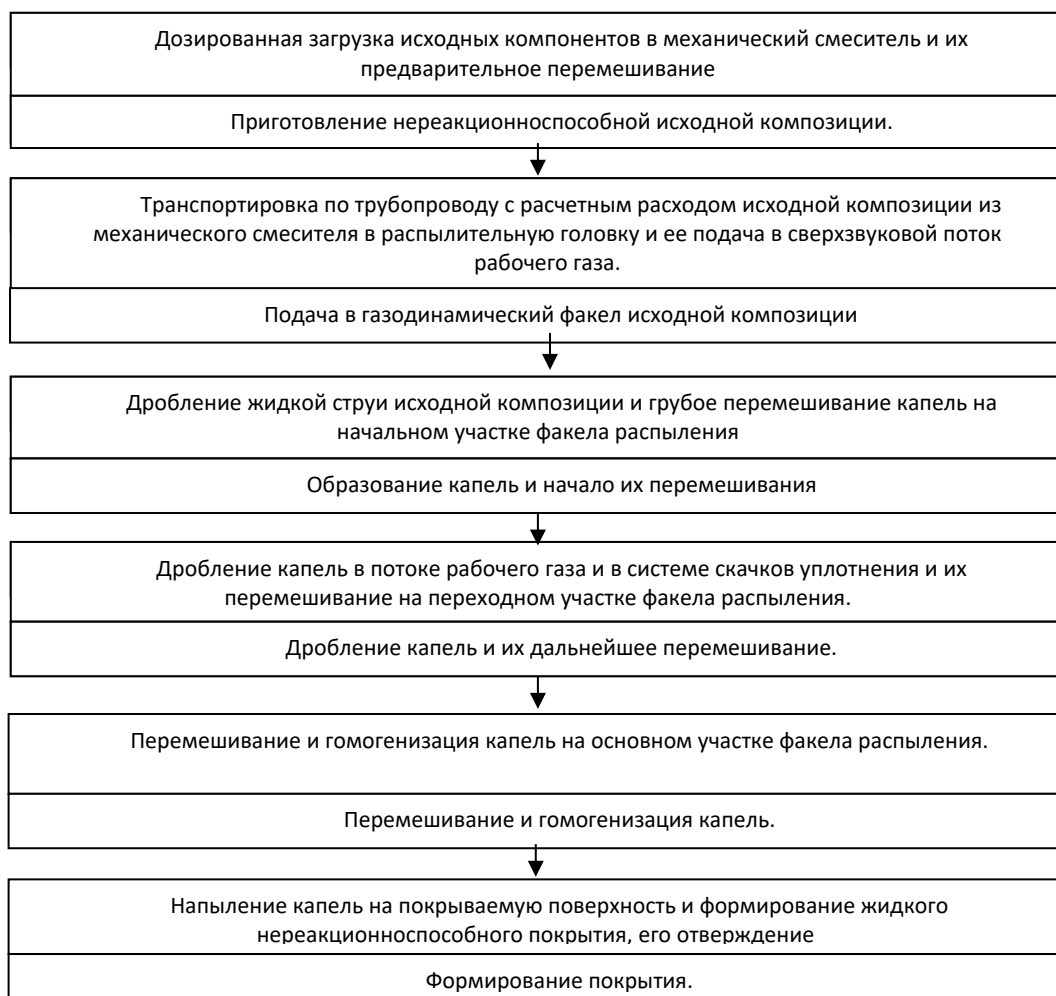 Дозированная загрузка исходных компонентов в механический смеситель и их
предварительное перемешивание
Приготовление нереакционноспособной исходной композиции.
Транспортировка по трубопроводу с расчетным расходом исходной композиции из
механического смесителя в распылительную головку и ее подача в сверхзвуковой поток
рабочего газа.
Подача в газодинамический факел исходной композиции
Дробление жидкой струи исходной композиции и грубое перемешивание капель на
начальном участке факела распыления
Образование капель и начало их перемешивания
Дробление капель в потоке рабочего газа и в системе скачков уплотнения и их
перемешивание на переходном участке факела распыления.
Дробление капель и их дальнейшее перемешивание.
Перемешивание и гомогенизация капель на основном участке факела распыления.
Перемешивание и гомогенизация капель.
Напыление капель на покрываемую поверхность и формирование жидкого
нереакционноспособного покрытия, его отверждение
Формирование покрытия.